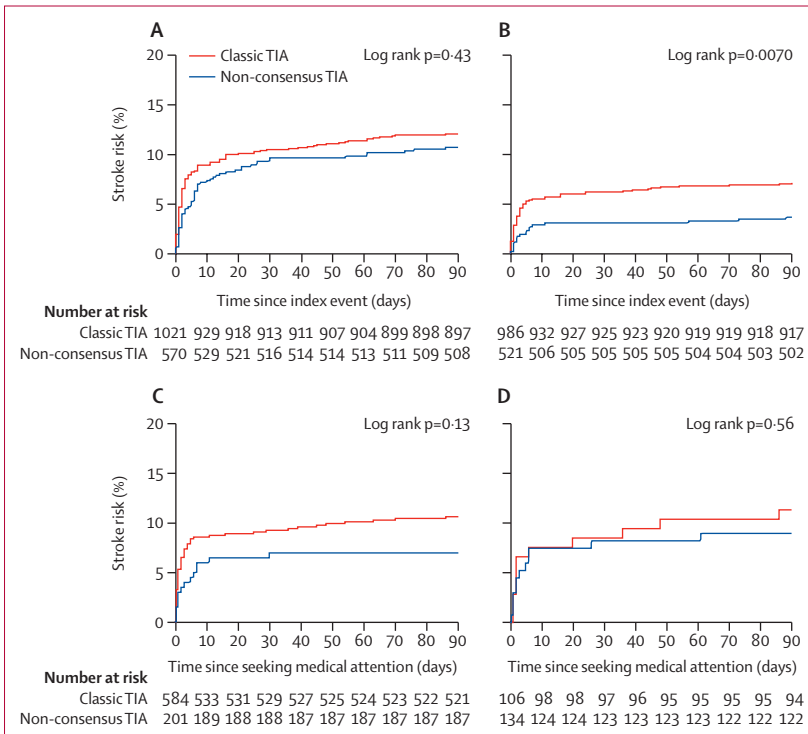 A
B
20
15
10
5
0
Stroke risk (%)
Classic TIA
Non-consensus TIA
Log rank p=0·43
Log rank p=0·0070
20
15
10
5
0
0 10 20 30 40 50 60 70 80 90
0 10 20 30 40 50 60 70 80 90
Time since index event (days)
Time since index event (days)
Number at risk
Classic TIA 1021 929 918 913 911 907 904 899 898 897
986 932 927 925 923 920 919 919 918 917
Non-consensus TIA 570 529 521 516 514 514 513 511 509 508
521 506 505 505 505 505 504 504 503 502
C
D
20
15
10
5
0
Stroke risk (%)
Log rank p=0·13
Log rank p=0·56
20
15
10
5
0
0 10 20 30 40 50 60 70 80 90
0 10 20 30 40 50 60 70 80 90
Time since seeking medical attention (days)
Time since seeking medical attention (days)
Number at risk
Classic TIA 584 533 531 529 527 525 524 523 522 521
106 98 98 97 96 95 95 95 95 94
Non-consensus TIA 201 189 188 188 187 187 187 187 187 187
134 124 124 123 123 123 123 122 122 122